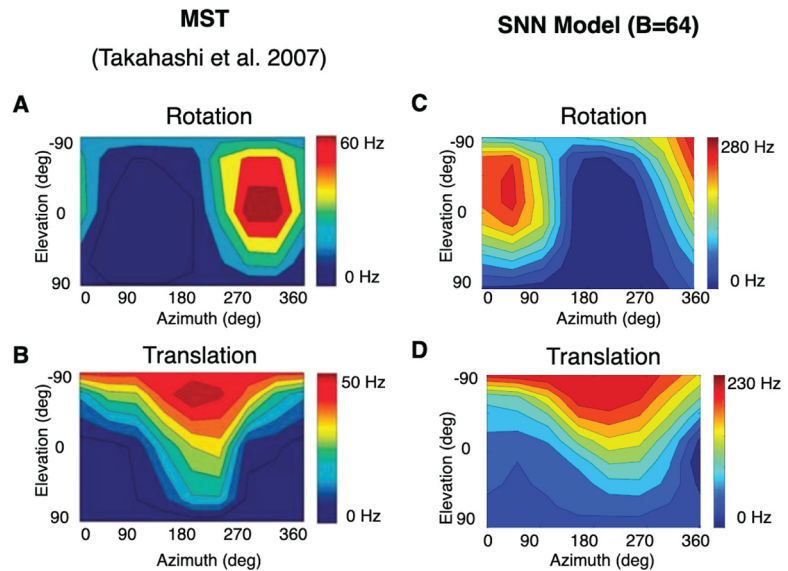 MST
(Takahashi et al. 2007)
SNN Model (B=64)
A
Rotation
-90
0
90
Elevation (deg)
0 90 180 270 360
Azimuth (deg)
60 Hz
0 Hz
C
Rotation
-90
0
90
Elevation (deg)
0 90 180 270 360
Azimuth (deg)
280 Hz
0 Hz
B
Translation
-90
0
90
Elevation (deg)
0 90 180 270 360
Azimuth (deg)
50 Hz
0 Hz
D
Translation
-90
0
90
Elevation (deg)
0 90 180 270 360
Azimuth (deg)
230 Hz
0 Hz